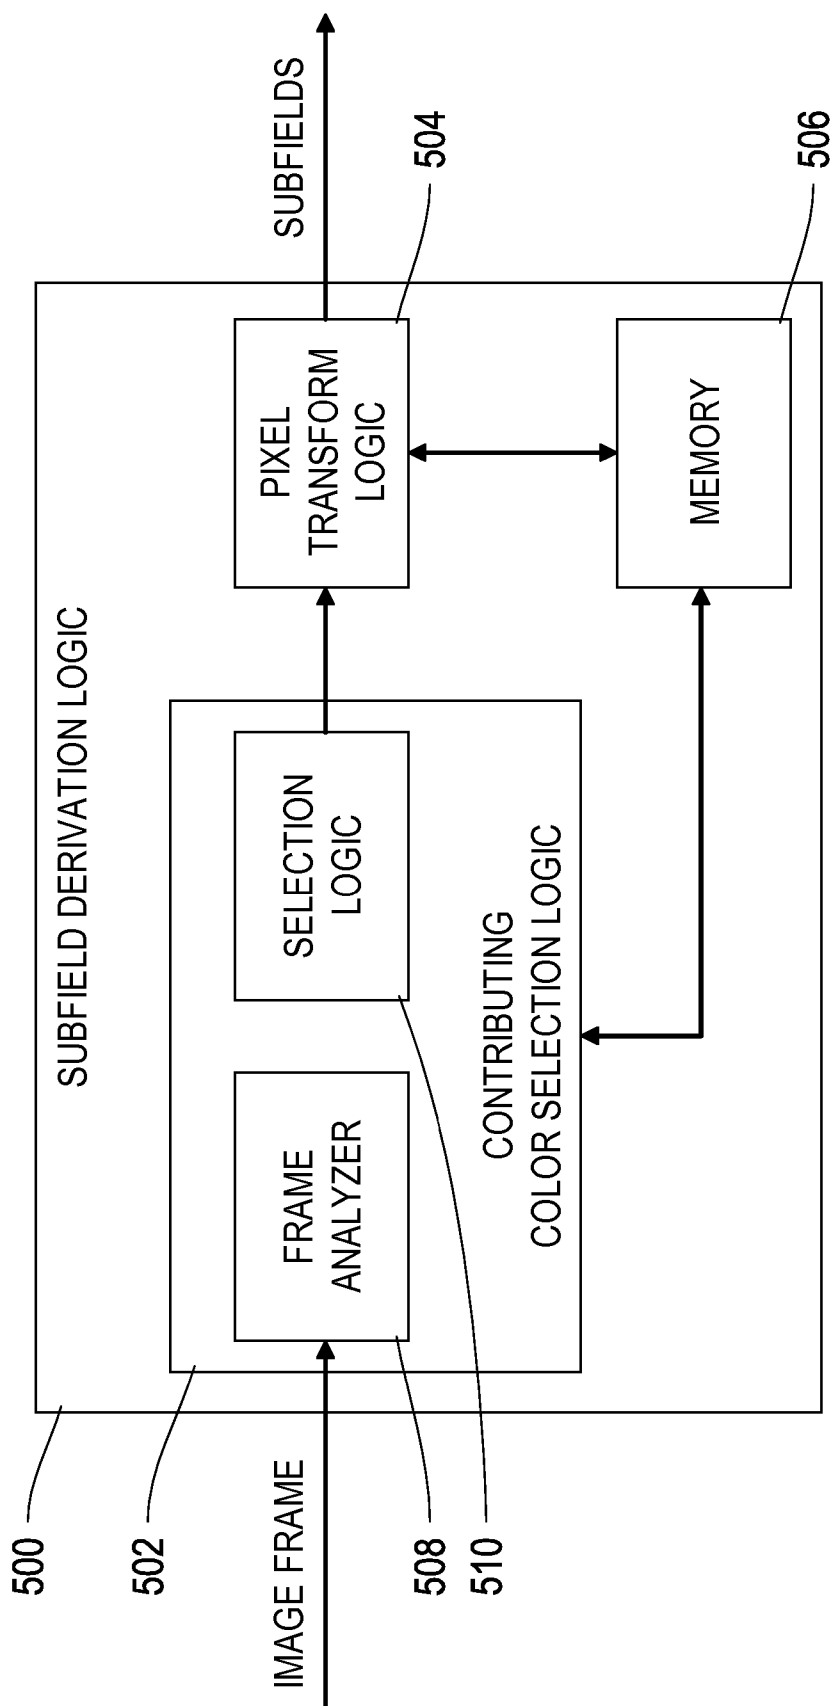 SUBFIELD DERIVATION LOGIC
500
502
IMAGE FRAME
FRAME
ANALYZER
508
SELECTION
LOGIC
510
CONTRIBUTING
COLOR SELECTION LOGIC
PIXEL
TRANSFORM
LOGIC
504
SUBFIELDS
MEMORY
506